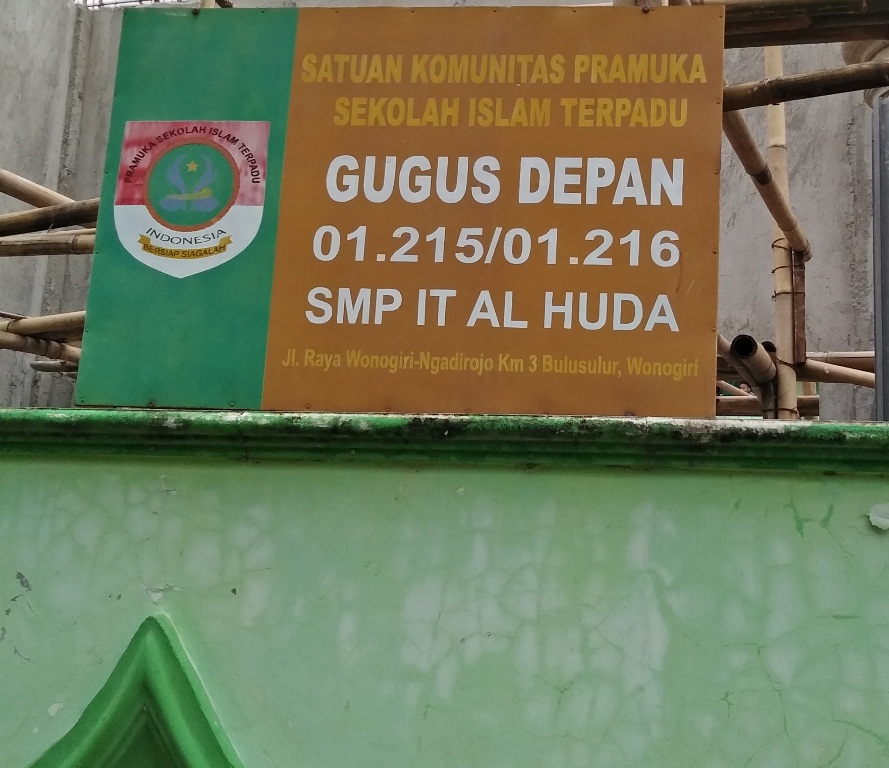 PRAMUKA SEKOLAH ISLAM TERPADU
INDONESIA
BERSIAP SIAGALAH
SATUAN KOMUNITAS PRAMUKA
SEKOLAH ISLAM TERPADU
GUGUS DEPAN
01.215/01.216
SMP IT AL HUDA
Jl. Raya Wonogiri-Ngadirojo Km 3 Bulusulur, Wonogiri